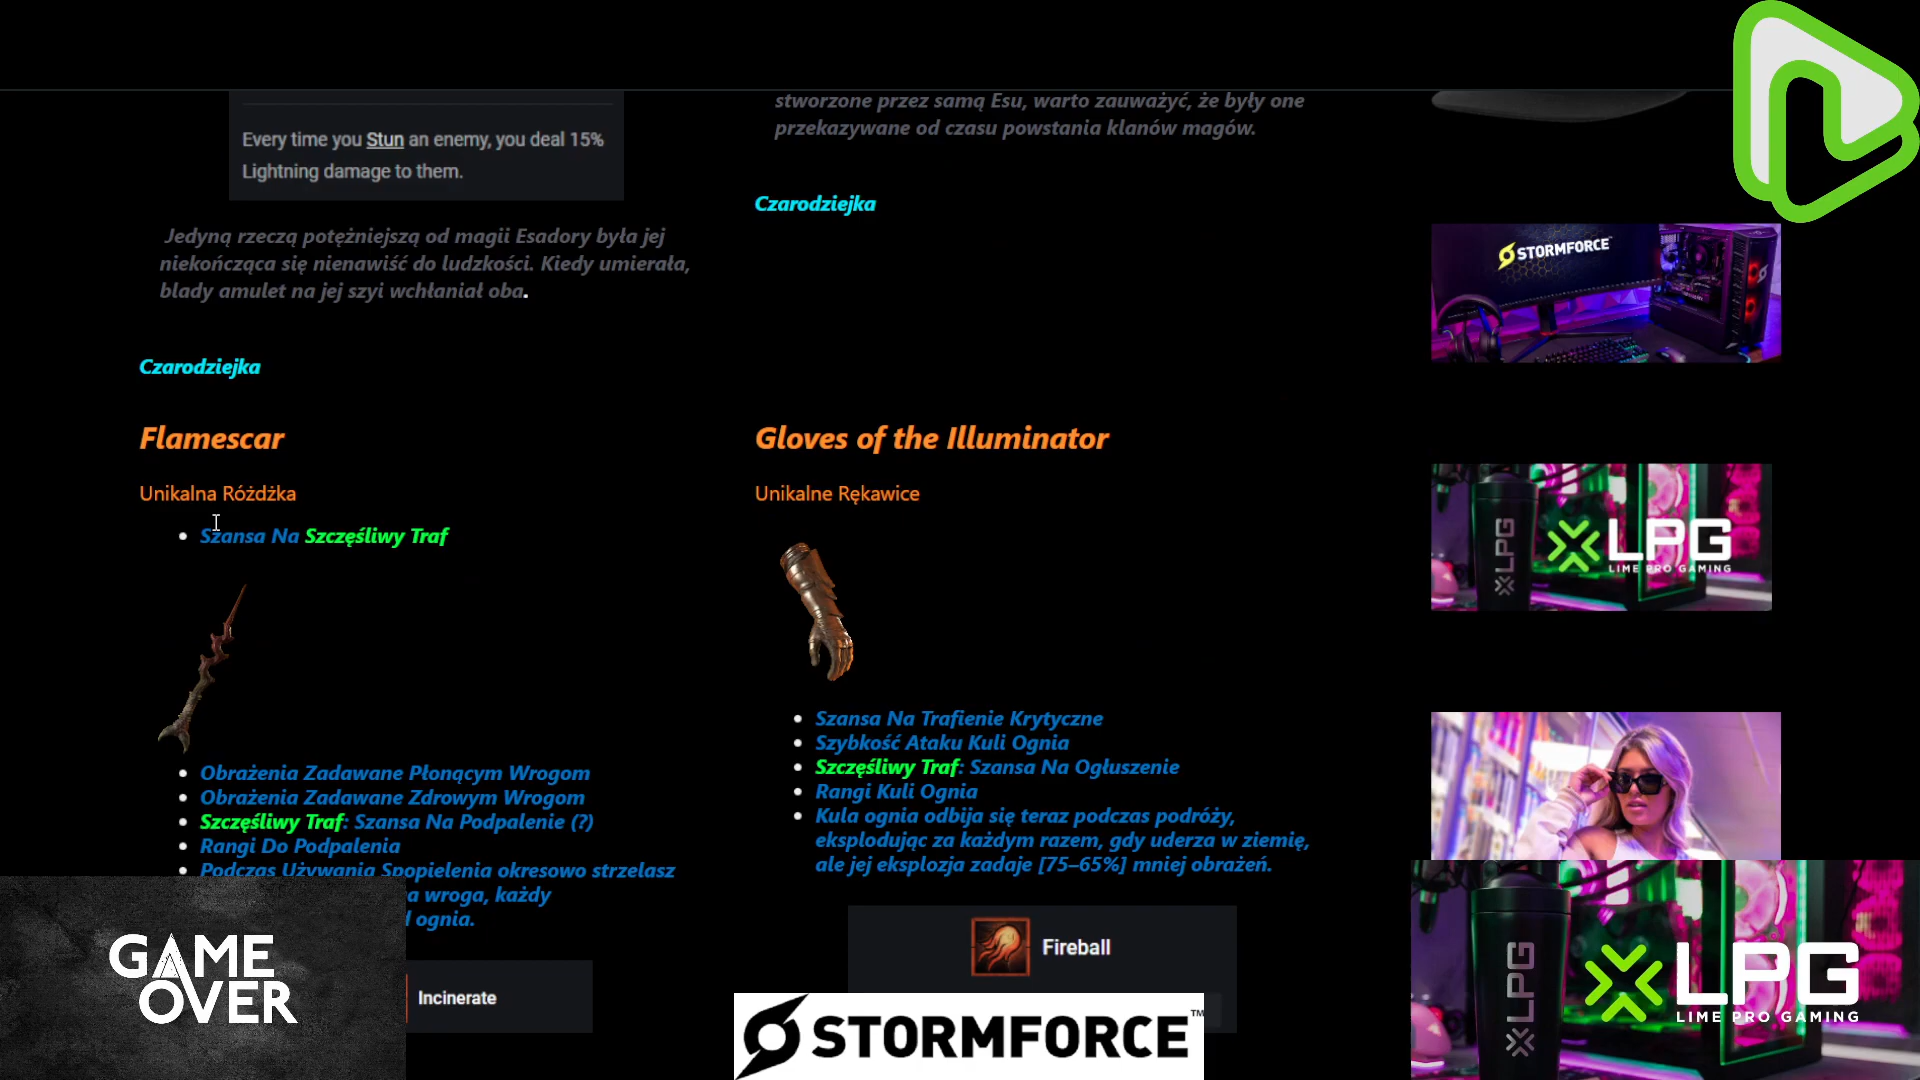 Every time you Stun an enemy, you deal 15%
Lightning damage to them.
Jedyną rzeczą potężniejszą od magii Esadory była jej
niekończąca się nienawiść do ludzkości. Kiedy umierała,
blady amulet na jej szyi wchłaniał oba.
Czarodziejka
Flamescar
Unikalna Różdżka
Szansa Na Szczęśliwy Traf
Obrażenia Zadawane Płonącym Wrogom
Obrażenia Zadawane Zdrowym Wrogom
Szczęśliwy Traf: Szansa Na Podpalenie (?)
Rangi Do Podpalenia
Podczas Używania Spopielenia okresowo strzelasz
a wroga, każdy
ognia.
Incinerate
stworzone przez samą Esu, warto zauważyć, że były one
przekazywane od czasu powstania klanów magów.
Czarodziejka
Gloves of the Illuminator
Unikalne Rękawice
Szansa Na Trafienie Krytyczne
Szybkość Ataku Kuli Ognia
Szczęśliwy Traf: Szansa Na Ogłuszenie
Rangi Kuli Ognia
Kula ognia odbija się teraz podczas podróży,
eksplodując za każdym razem, gdy uderza w ziemię,
ale jej eksplozja zadaje [75–65%] mniej obrażeń.
Fireball
STORMFORCE
LPG
LPG
LIME PRO GAMING
GAME
OVER
STORMFORCE™
LPG
LPG
LIME PRO GAMING